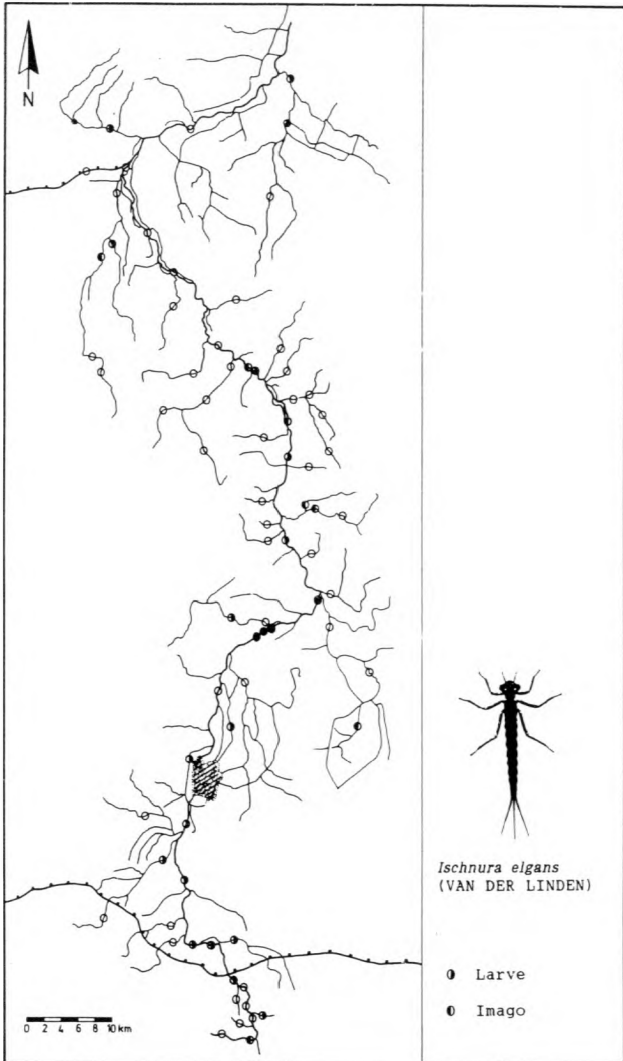 N
Ischnura elgans
(VAN DER LINDEN)
Larve
Imago
0 2 4 6 8 10 km